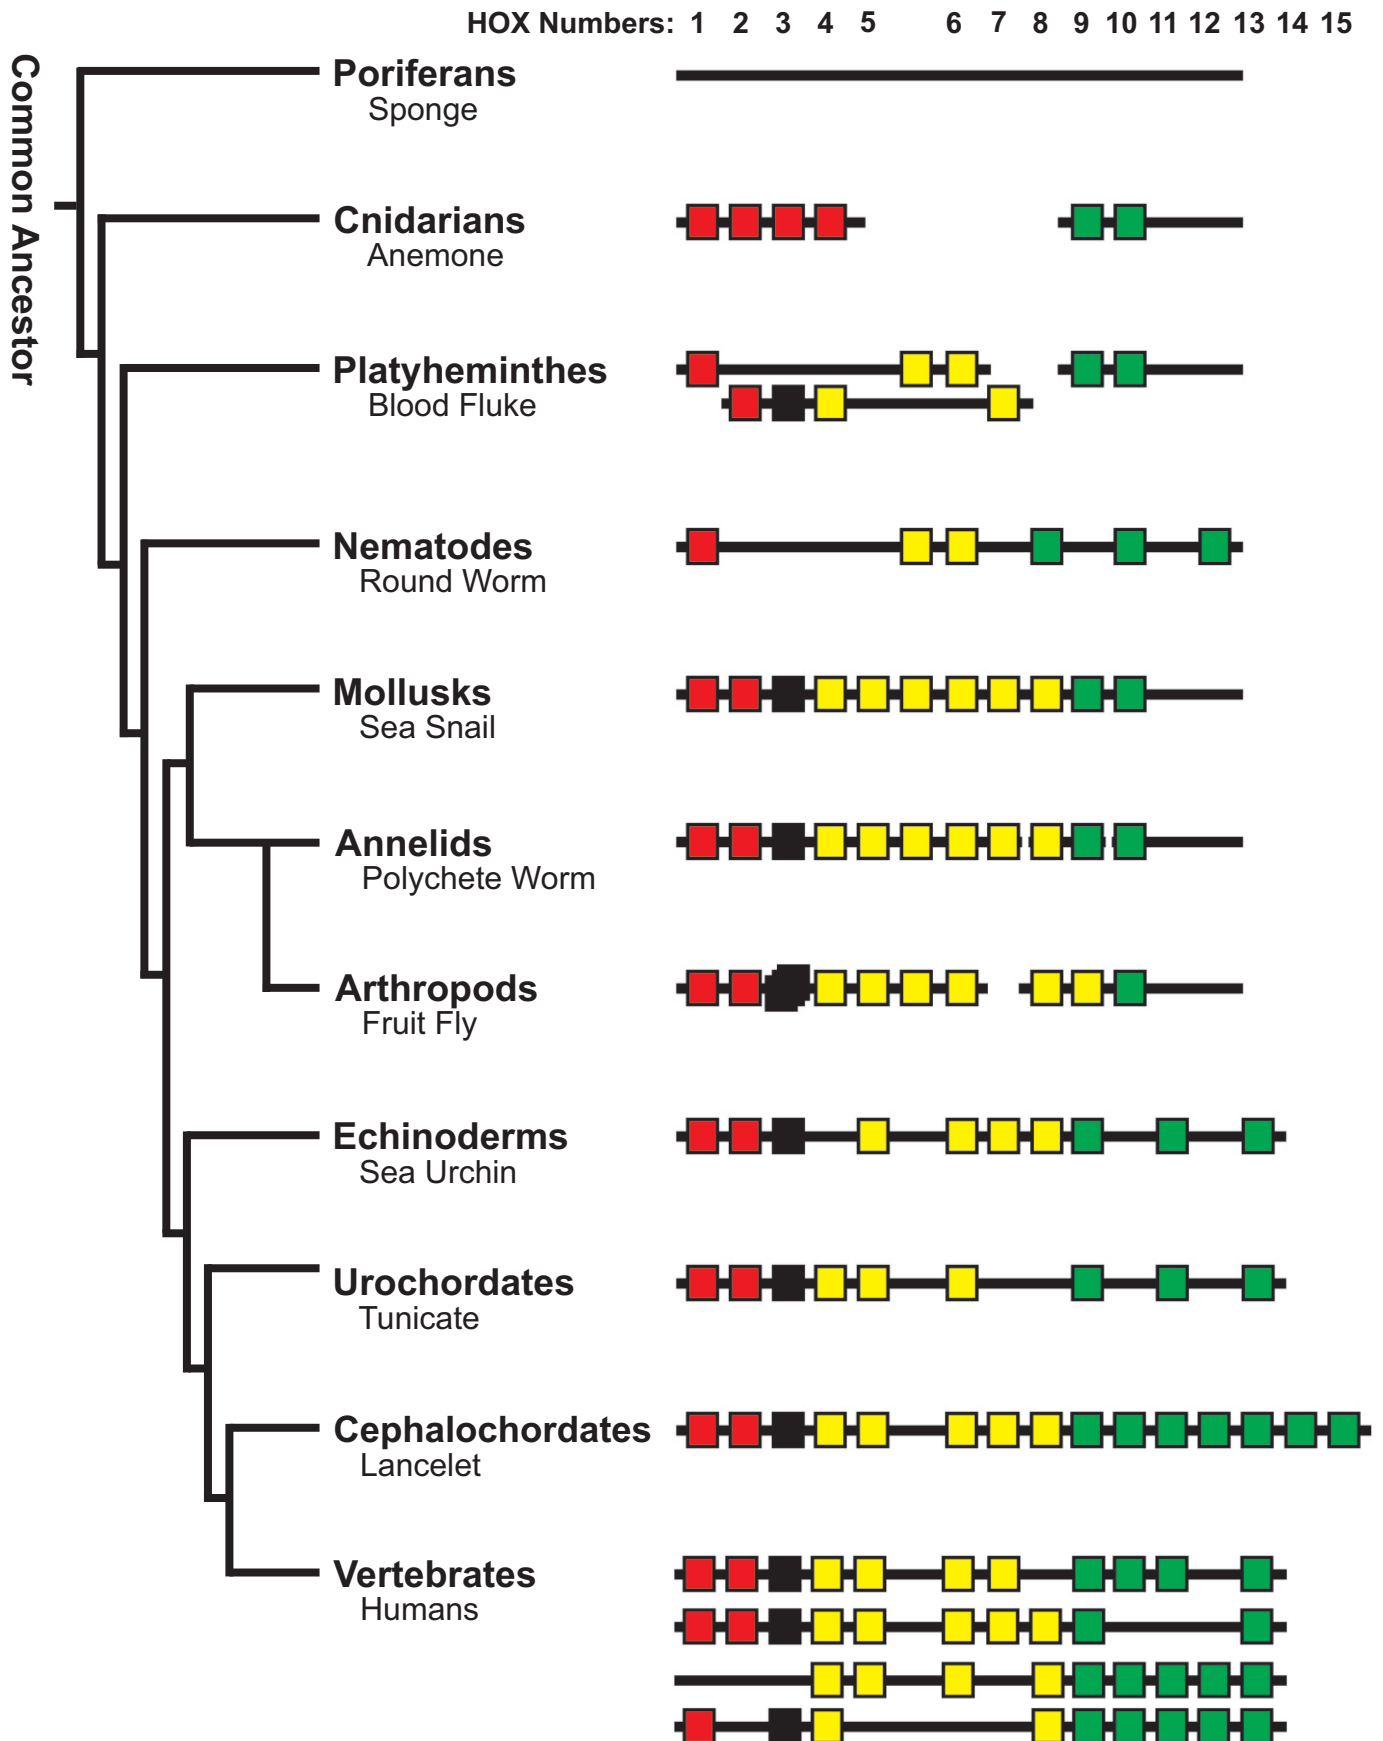 HOX Numbers: 1 2 3 4 5 6 7 8 9 10 11 12 13 14 15
Common Ancestor
Poriferans
Sponge
Cnidarians
Anemone
Platyheminthes
Blood Fluke
Nematodes
Round Worm
Mollusks
Sea Snail
Annelids
Polychete Worm
Arthropods
Fruit Fly
Echinoderms
Sea Urchin
Urochordates
Tunicate
Cephalochordates
Lancelet
Vertebrates
Humans